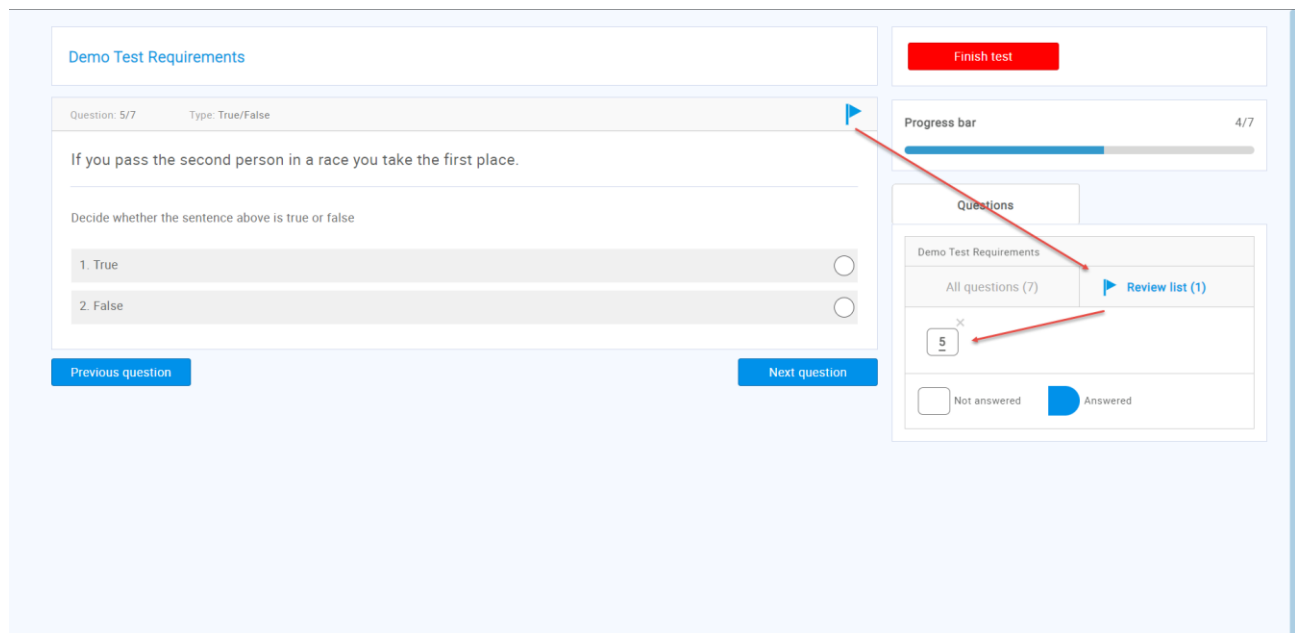 Demo Test Requirements
Finish test
Question: 5/7 Type: True/False
Progress bar 4/7
If you pass the second person in a race you take the first place.
Questions
Decide whether the sentence above is true or false
Demo Test Requirements
1. True
All questions (7) Review list (1)
2. False
5
Previous question Next question
Not answered Answered